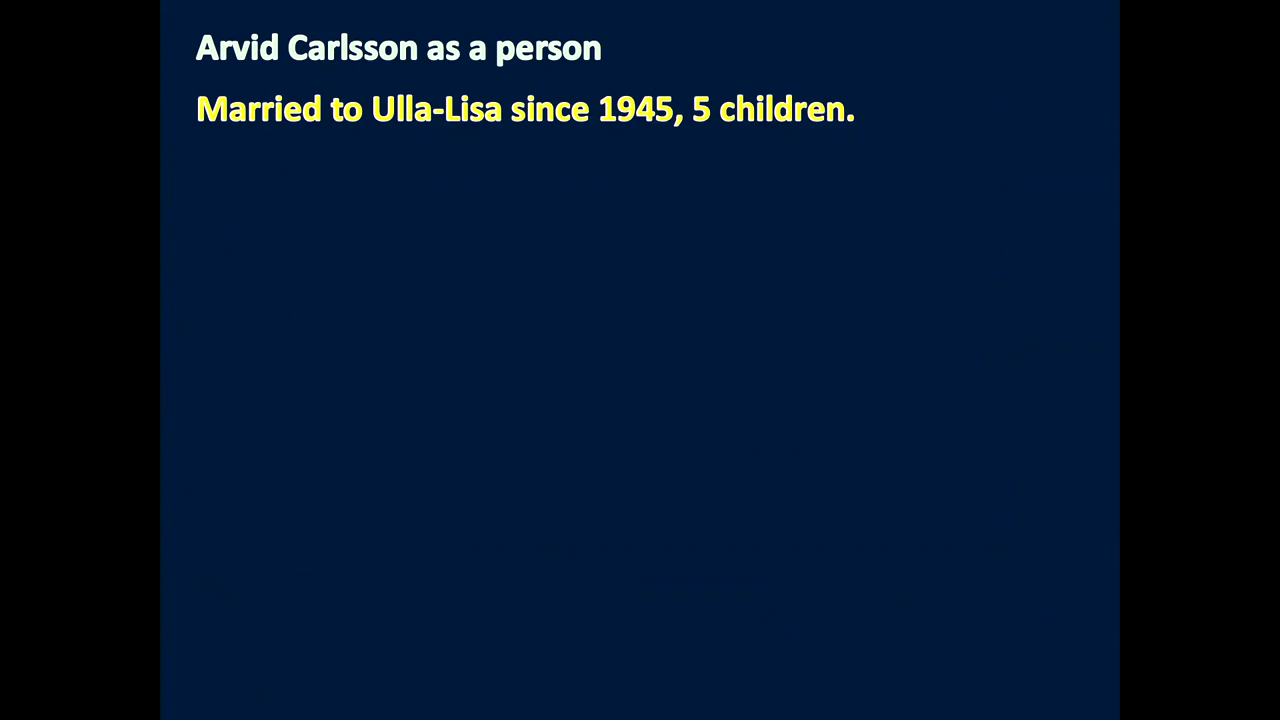 Arvid Carlsson as a person
Married to Ulla-Lisa since 1945, 5 children.